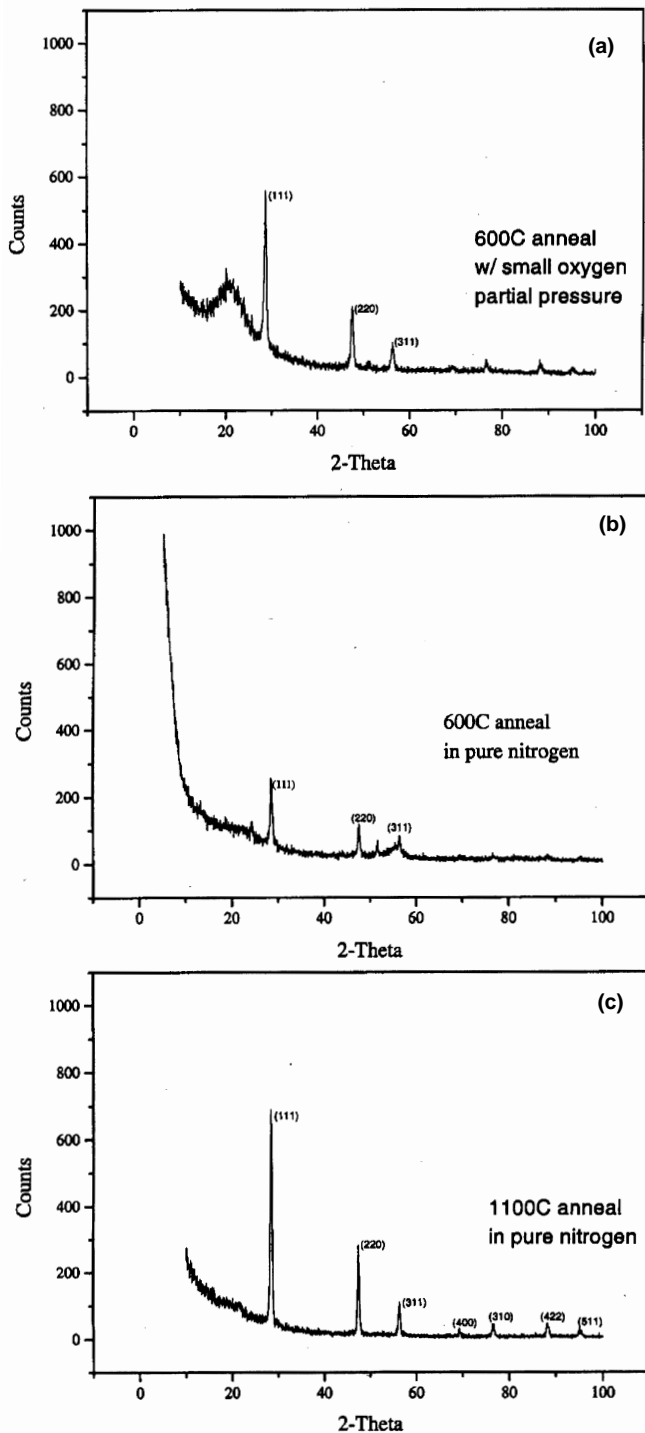 (a)
1000
800
600
400
200
0
Counts
(111)
(220)
(311)
600C anneal
w/ small oxygen
partial pressure
0 20 40 60 80 100
2-Theta
(b)
1000
800
600
400
200
0
Counts
(111)
(220)
(311)
600C anneal
in pure nitrogen
0 20 40 60 80 100
2-Theta
(c)
1000
800
600
400
200
0
Counts
(111)
(220)
(311)
(400) (310) (422) (511)
1100C anneal
in pure nitrogen
0 20 40 60 80 100
2-Theta